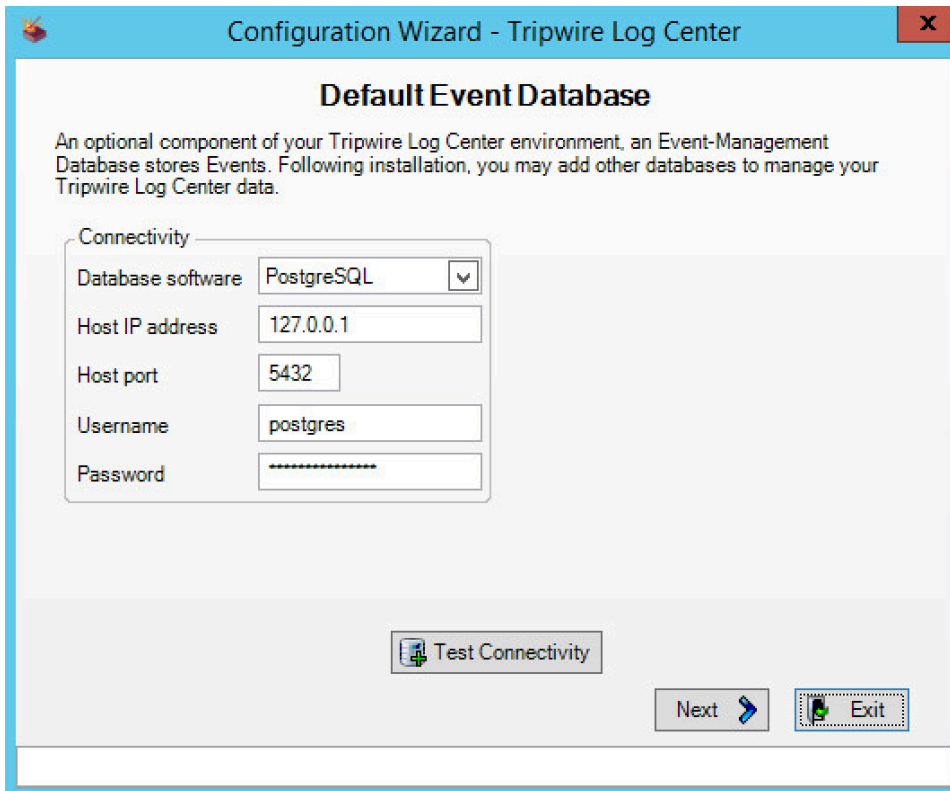 Configuration Wizard - Tripwire Log Center
x
Default Event Database
An optional component of your Tripwire Log Center environment, an Event-Management
Database stores Events. Following installation, you may add other databases to manage your
Tripwire Log Center data.
Connectivity
Database software PostgreSQL
Host IP address 127.0.0.1
Host port 5432
Username postgres
Password ***************
Test Connectivity
Next Exit